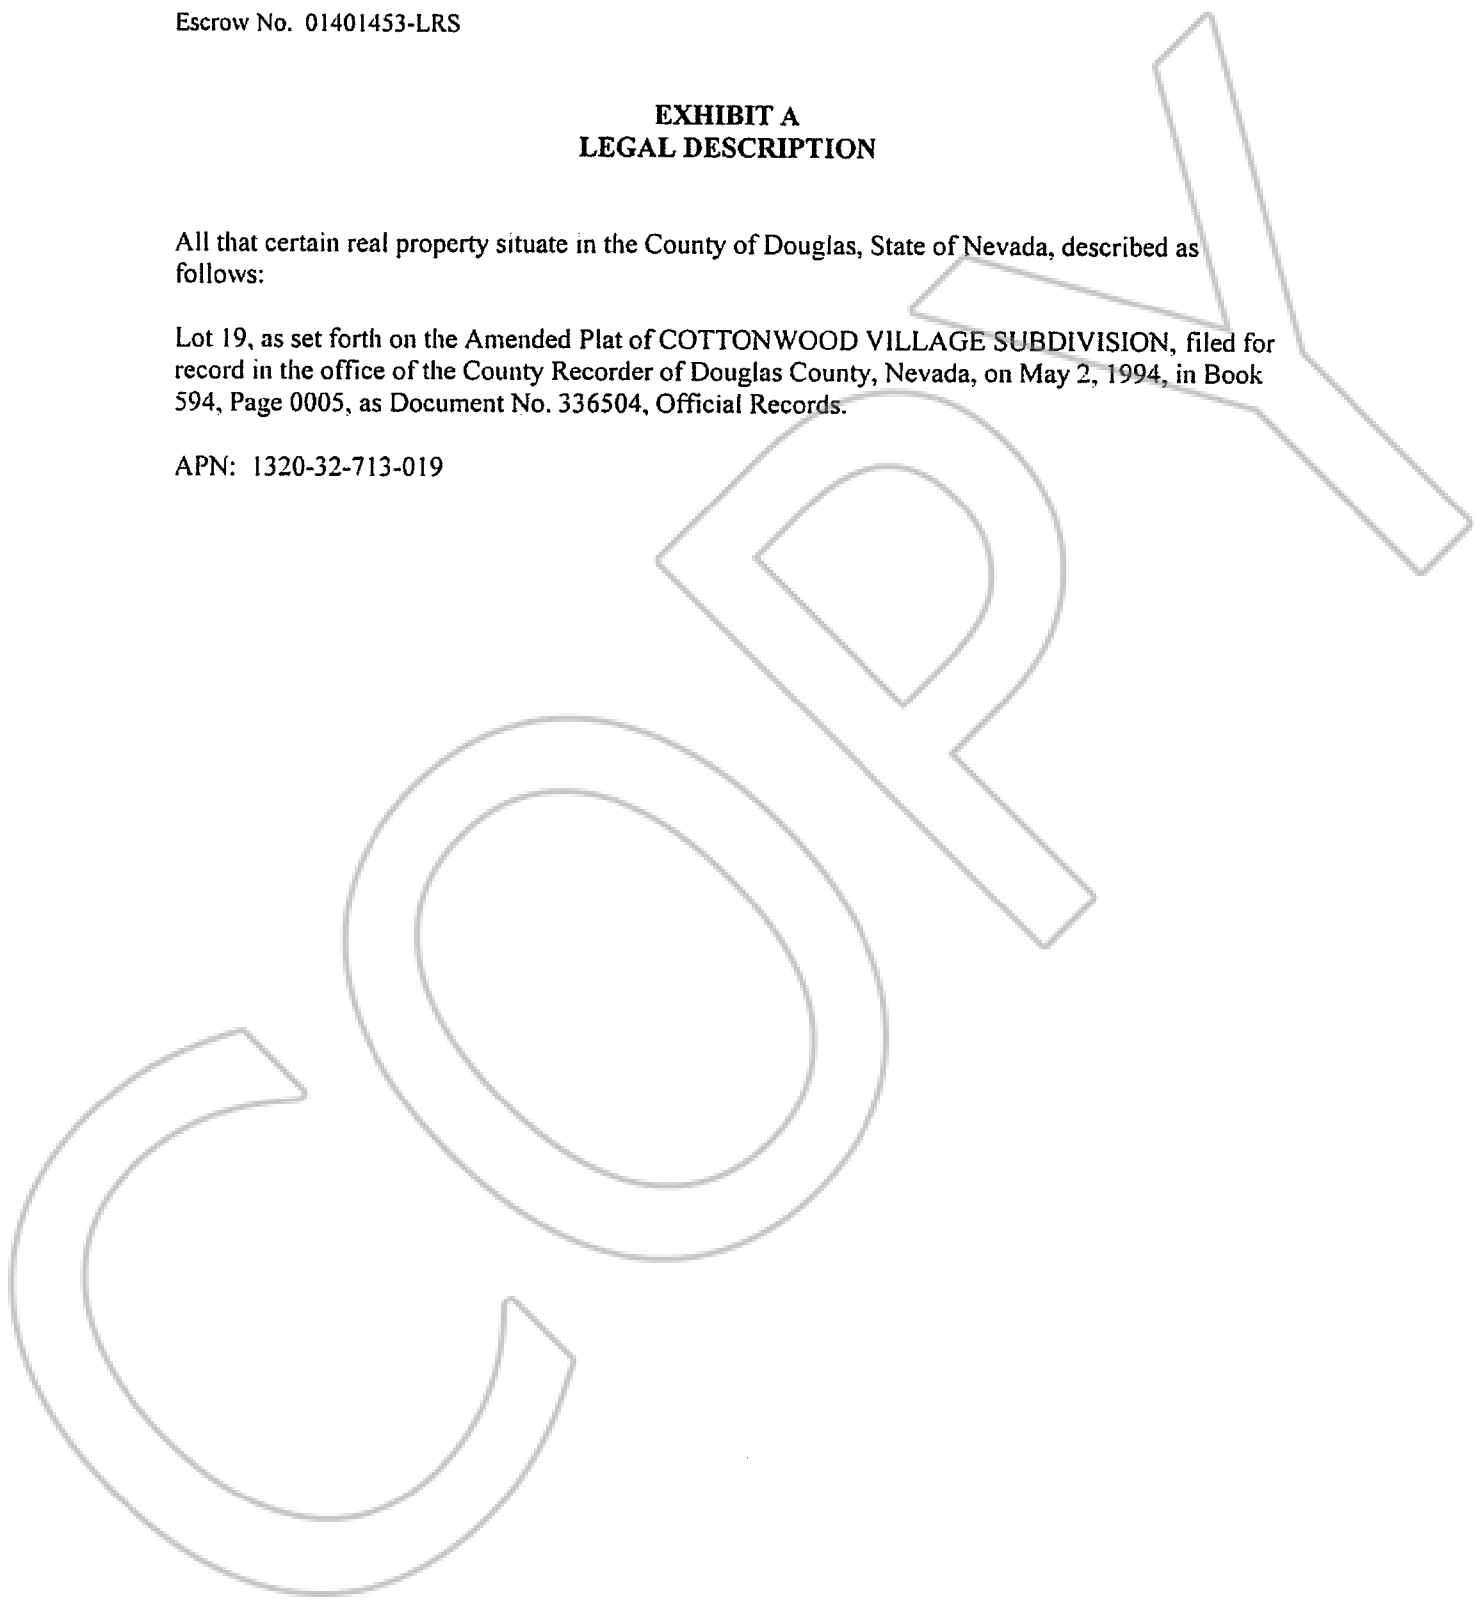 Escrow No. 01401453-LRS
EXHIBIT A
LEGAL DESCRIPTION
All that certain real property situate in the County of Douglas, State of Nevada, described as
follows:
Lot 19, as set forth on the Amended Plat of COTTONWOOD VILLAGE SUBDIVISION, filed for
record in the office of the County Recorder of Douglas County, Nevada, on May 2, 1994, in Book
594, Page 0005, as Document No. 336504, Official Records.
APN: 1320-32-713-019
COPY